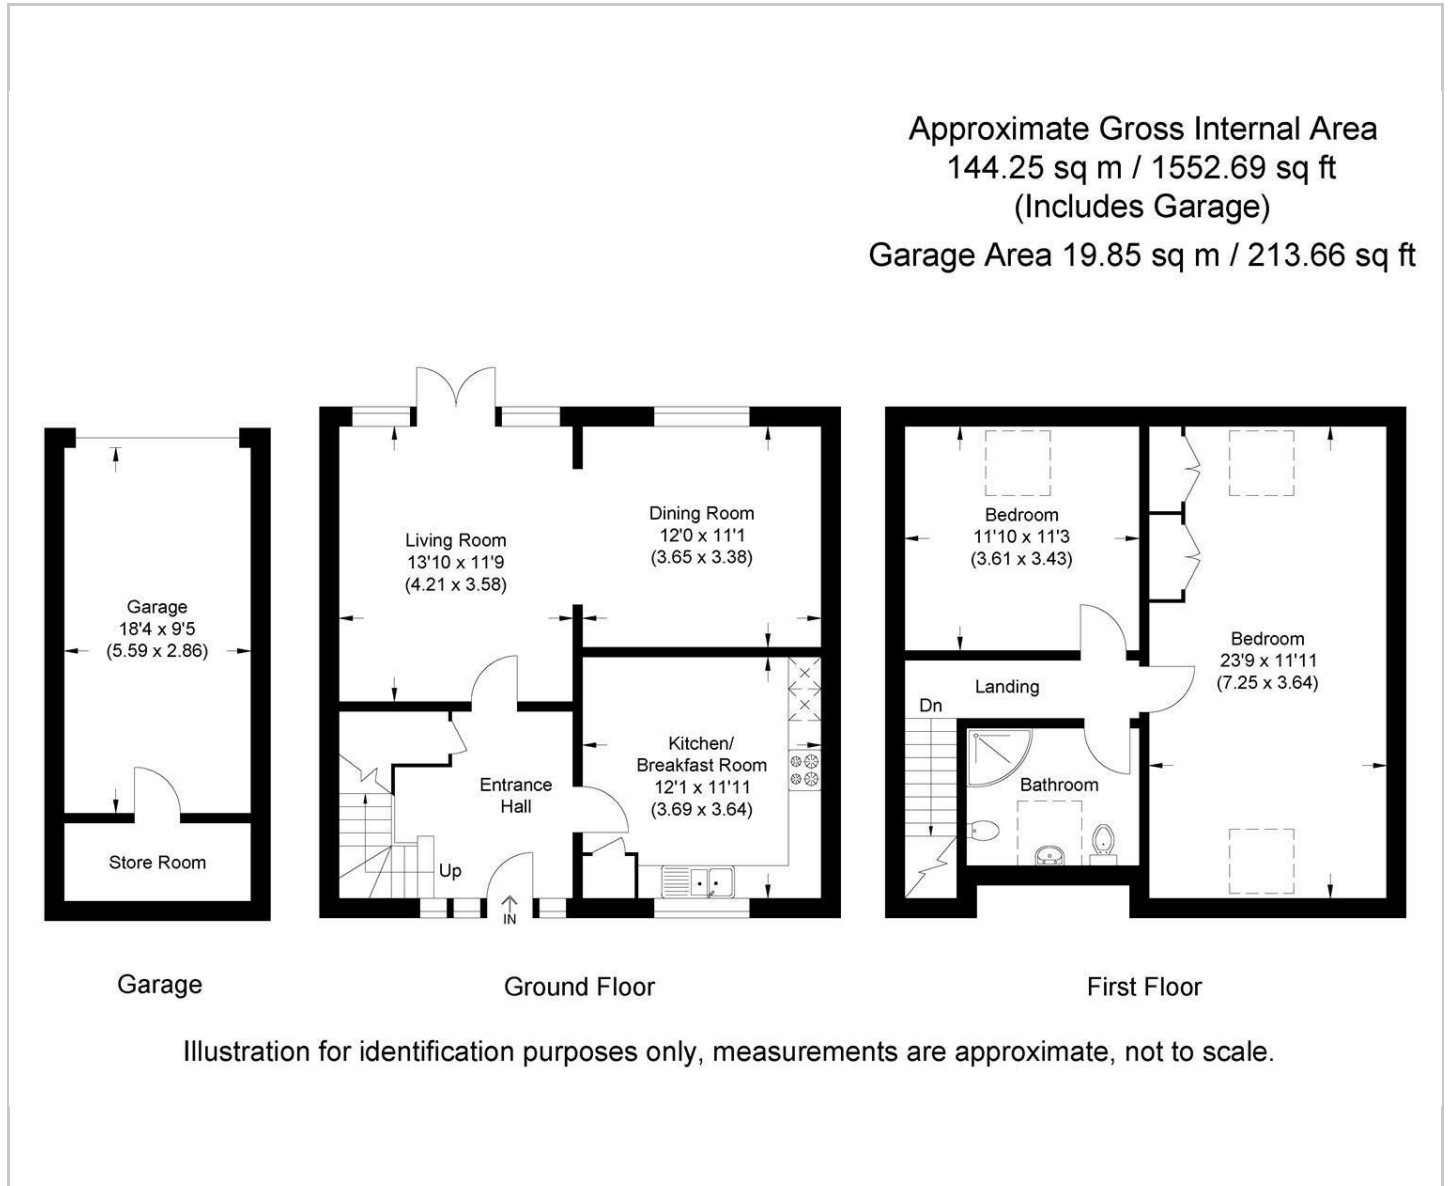 Approximate Gross Internal Area
144.25 sq m / 1552.69 sq ft
(Includes Garage)
Garage Area 19.85 sq m / 213.66 sq ft
Garage
18'4 x 9'5
(5.59 x 2.86)
Store Room
Garage
Living Room
13'10 x 11'9
(4.21 x 3.58)
Dining Room
12'0 x 11'1
(3.65 x 3.38)
Kitchen/
Breakfast Room
12'1 x 11'11
(3.69 x 3.64)
Entrance
Hall
Up
IN
Ground Floor
Bedroom
11'10 x 11'3
(3.61 x 3.43)
Bedroom
23'9 x 11'11
(7.25 x 3.64)
Landing
Dn
Bathroom
First Floor
Illustration for identification purposes only, measurements are approximate, not to scale.